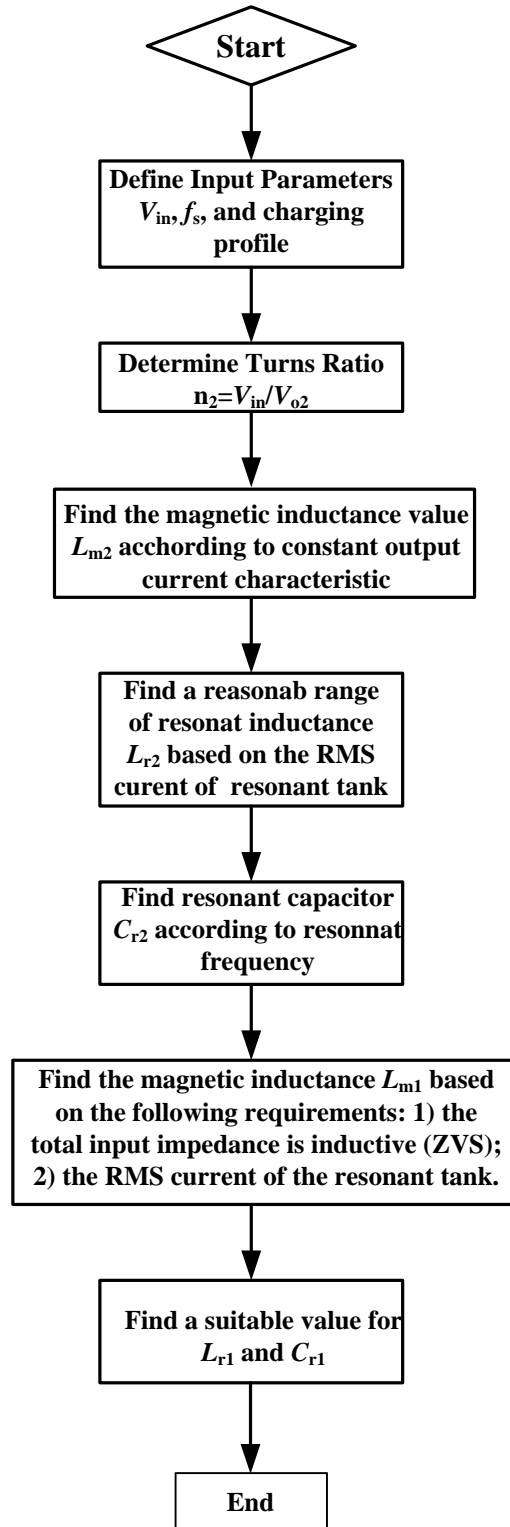 Start
Define Input Parameters
Vin, fs, and charging
profile
Determine Turns Ratio
n2=Vin/Vo2
Find the magnetic inductance value
Lm2 acchording to constant output
current characteristic
Find a reasonab range
of resonat inductance
Lr2 based on the RMS
curent of resonant tank
Find resonant capacitor
Cr2 according to resonnat
frequency
Find the magnetic inductance Lm1 based
on the following requirements: 1) the
total input impedance is inductive (ZVS);
2) the RMS current of the resonant tank.
Find a suitable value for
Lr1 and Cr1
End